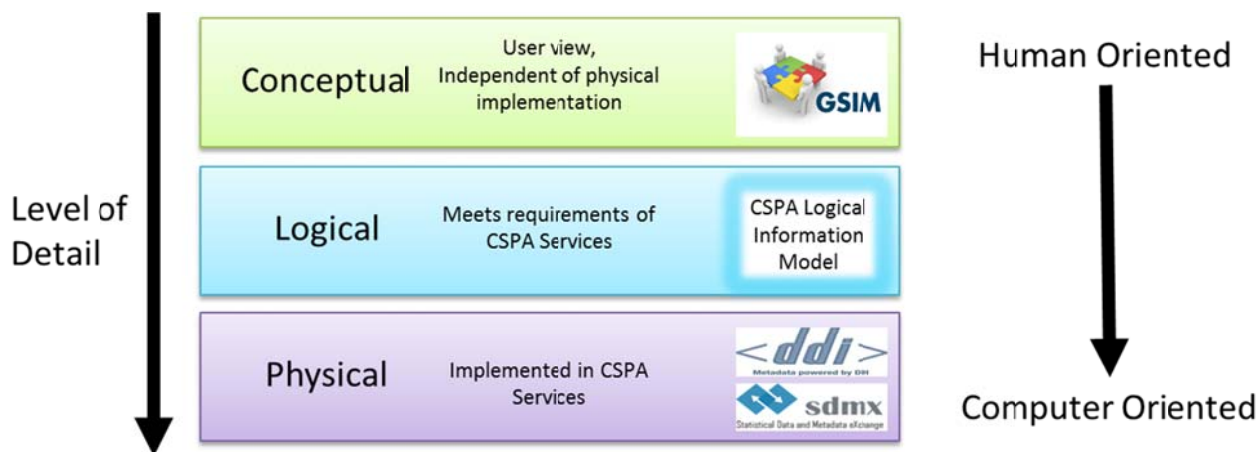 Conceptual
User view,
Independent of physical
implementation
GSIM
Human Oriented
Level of
Detail
Logical
Meets requirements of
CSPA Services
CSPA Logical
Information
Model
Physical
Implemented in CSPA
Services
<ddi>
Metadata powered by DDI
sdmx
Statistical Data and Metadata eXchange
Computer Oriented